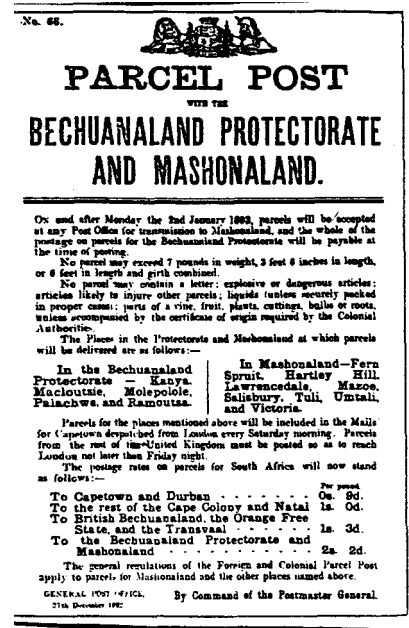 No. 66.
PARCEL POST
WITH THE
BECHUANALAND PROTECTORATE
AND MASHONALAND.
On and after Monday the 2nd January 1893, parcels will be accepted
at any Post Office for transmission to Mashonaland, and the whole of the
postage on parcels for the Bechuanaland Protectorate will be payable at
the time of posting.
No parcel may exceed 7 pounds in weight, 3 feet 6 inches in length,
or 6 feet in length and girth combined.
No parcel may contain a letter; explosive or dangerous articles;
articles likely to injure other parcels; liquids (unless securely packed
in proper cases); parts of a vine, fruit, plants, cuttings, bulbs or roots,
unless accompanied by the certificate of origin required by the Colonial
Authorities.
The Places in the Protectorate and Mashonaland at which parcels
will be delivered are as follows:—
In the Bechuanaland
Protectorate — Kanya,
Macloutsie, Molepolole,
Palachwe, and Ramoutsa.
In Mashonaland—Fern
Spruit, Hartley Hill,
Lawrencedale, Mazoe,
Salisbury, Tuli, Umtali,
and Victoria.
Parcels for the places mentioned above will be included in the Mails
for Capetown despatched from London every Saturday morning. Parcels
from the rest of the United Kingdom must be posted so as to reach
London not later than Friday night.
The postage rates on parcels for South Africa will now stand
as follows:—
Per pound
To Capetown and Durban - - - - - - - 0s. 9d.
To the rest of the Cape Colony and Natal 1s. 0d.
To British Bechuanaland, the Orange Free
State, and the Transvaal - - - - - 1s. 3d.
To the Bechuanaland Protectorate and
Mashonaland - - - - - - - - - - 2s. 2d.
The general regulations of the Foreign and Colonial Parcel Post
apply to parcels for Mashonaland and the other places named above.
GENERAL POST OFFICE,
27th December 1892
By Command of the Postmaster General.